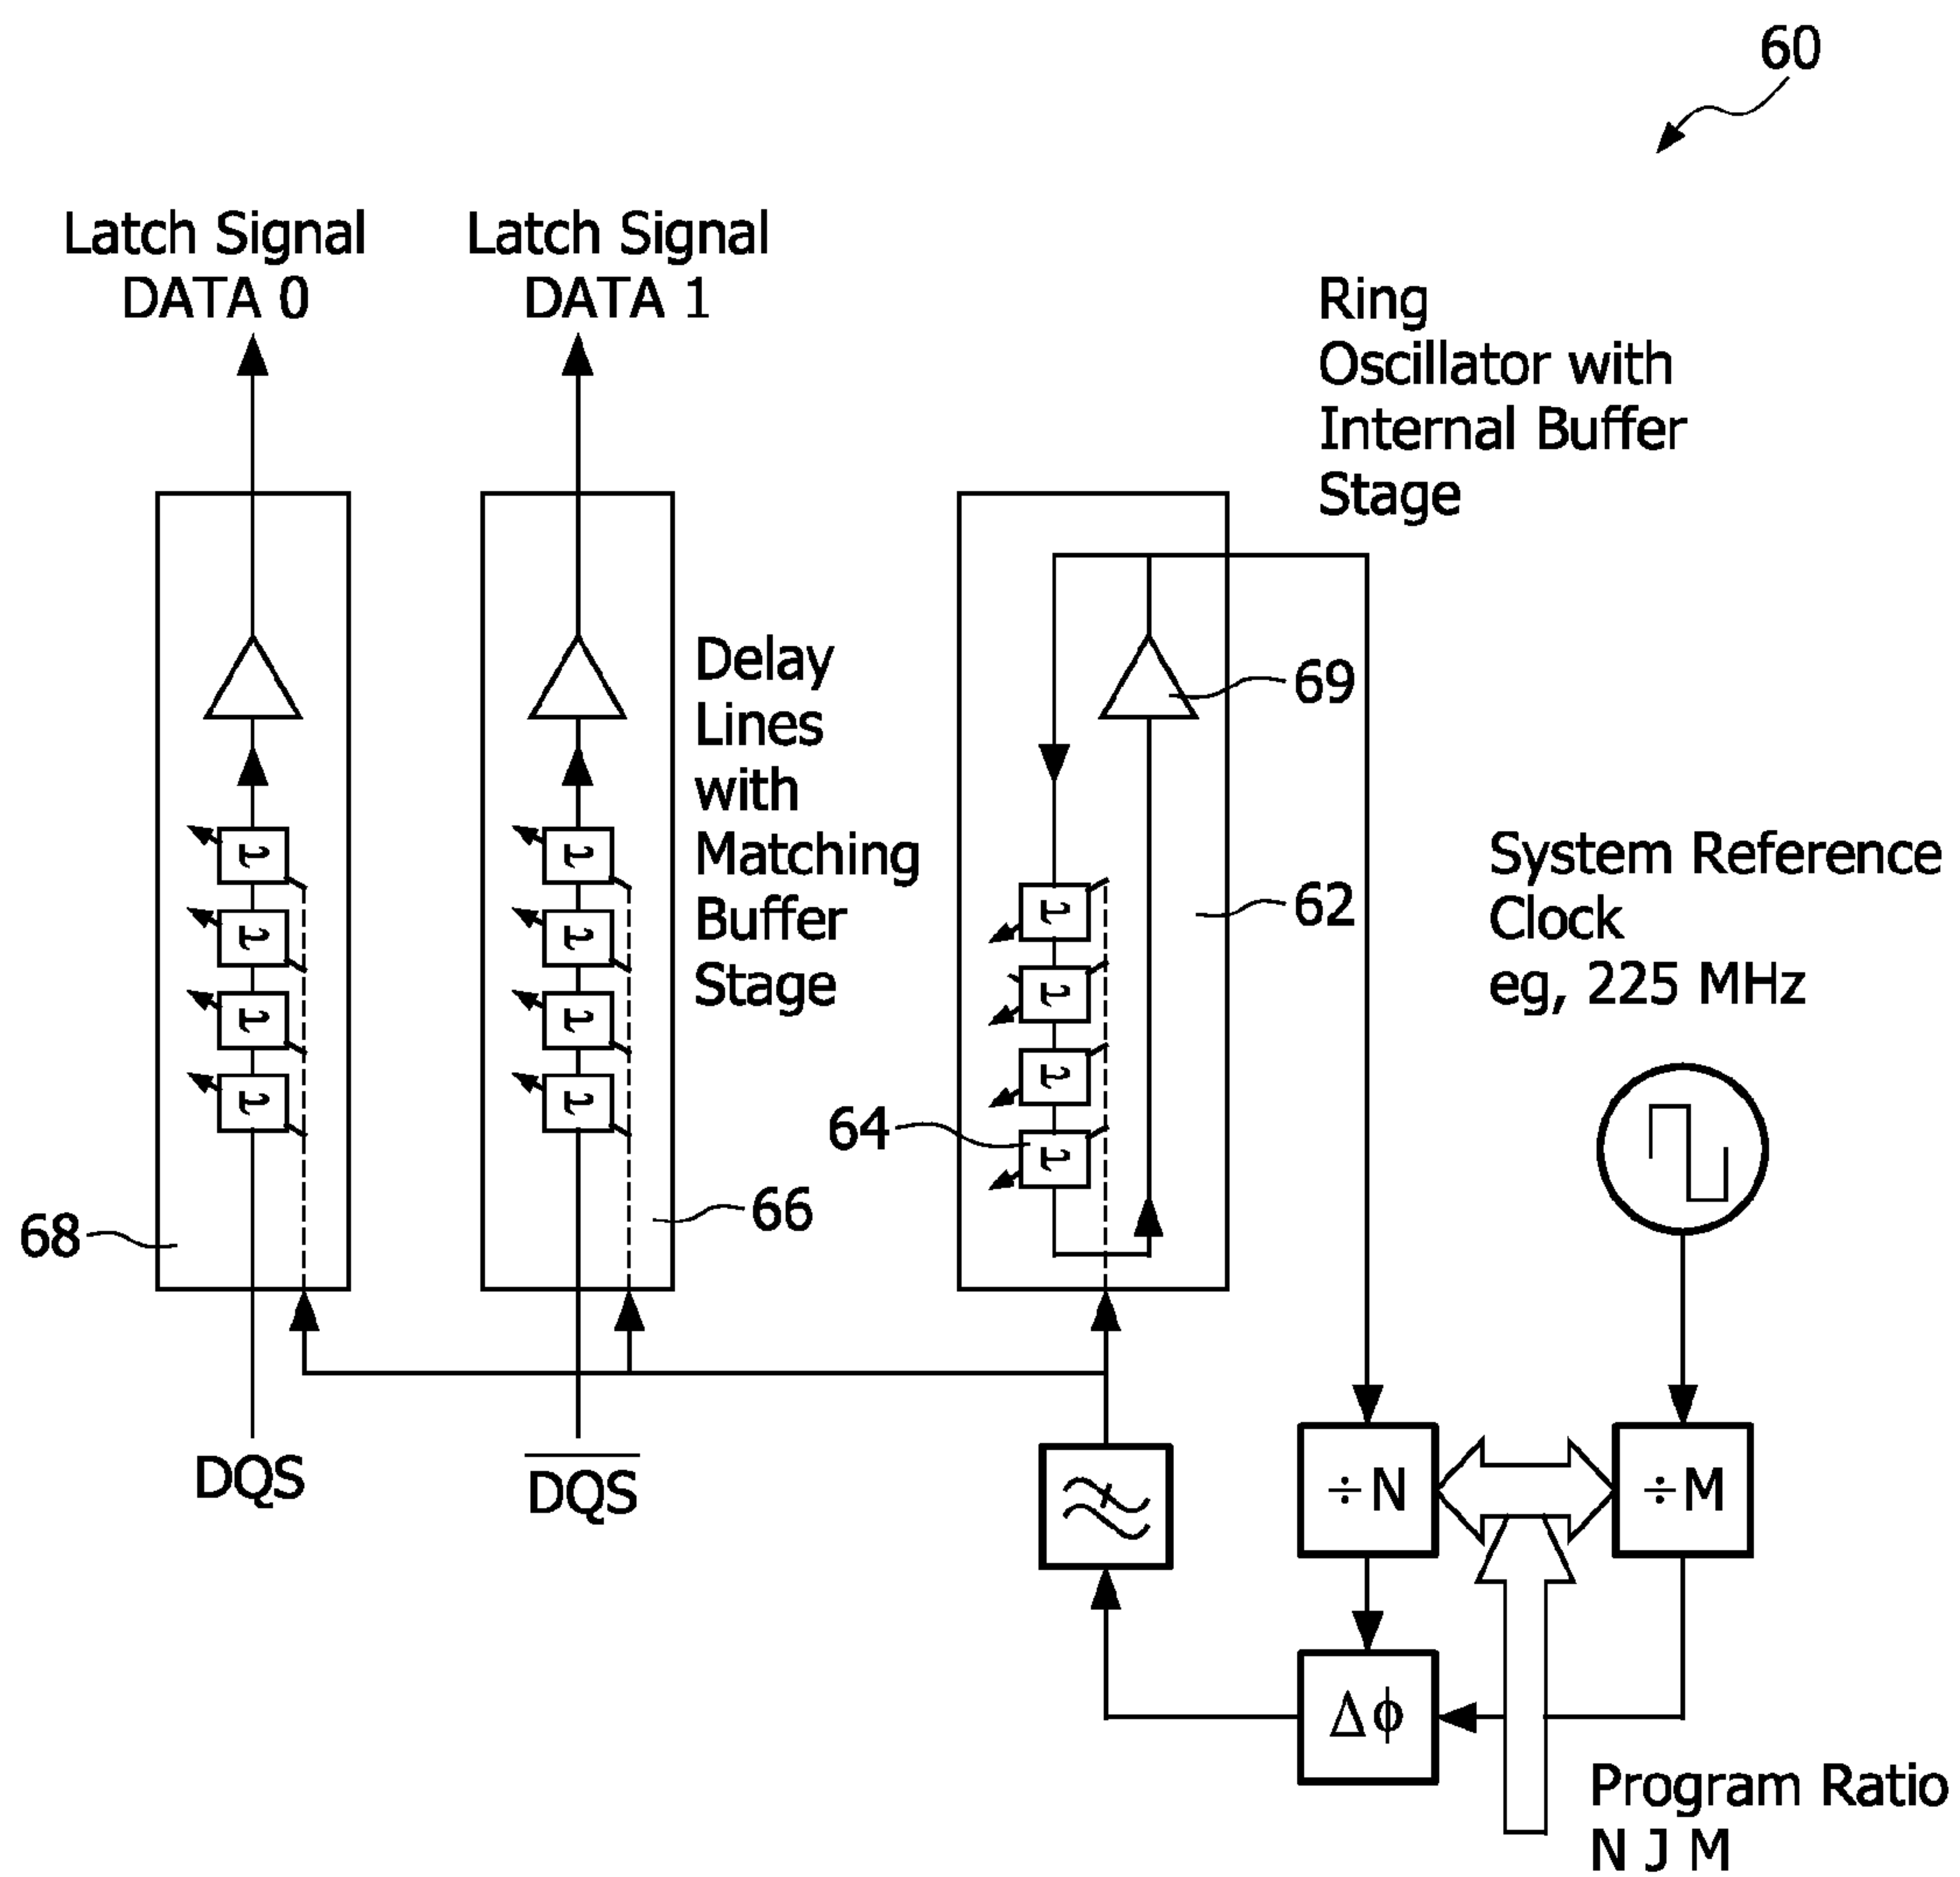 60
Latch Signal
DATA 0
Latch Signal
DATA 1
Ring
Oscillator with
Internal Buffer
Stage
Delay
Lines
with
Matching
Buffer
Stage
69
62
System Reference
Clock
eg, 225 MHz
τ
τ
τ
τ
τ
τ
τ
τ
τ
τ
τ
τ
64
66
68
DQS
D̅Q̅S̅
÷N
÷M
Δϕ
Program Ratio
N J M